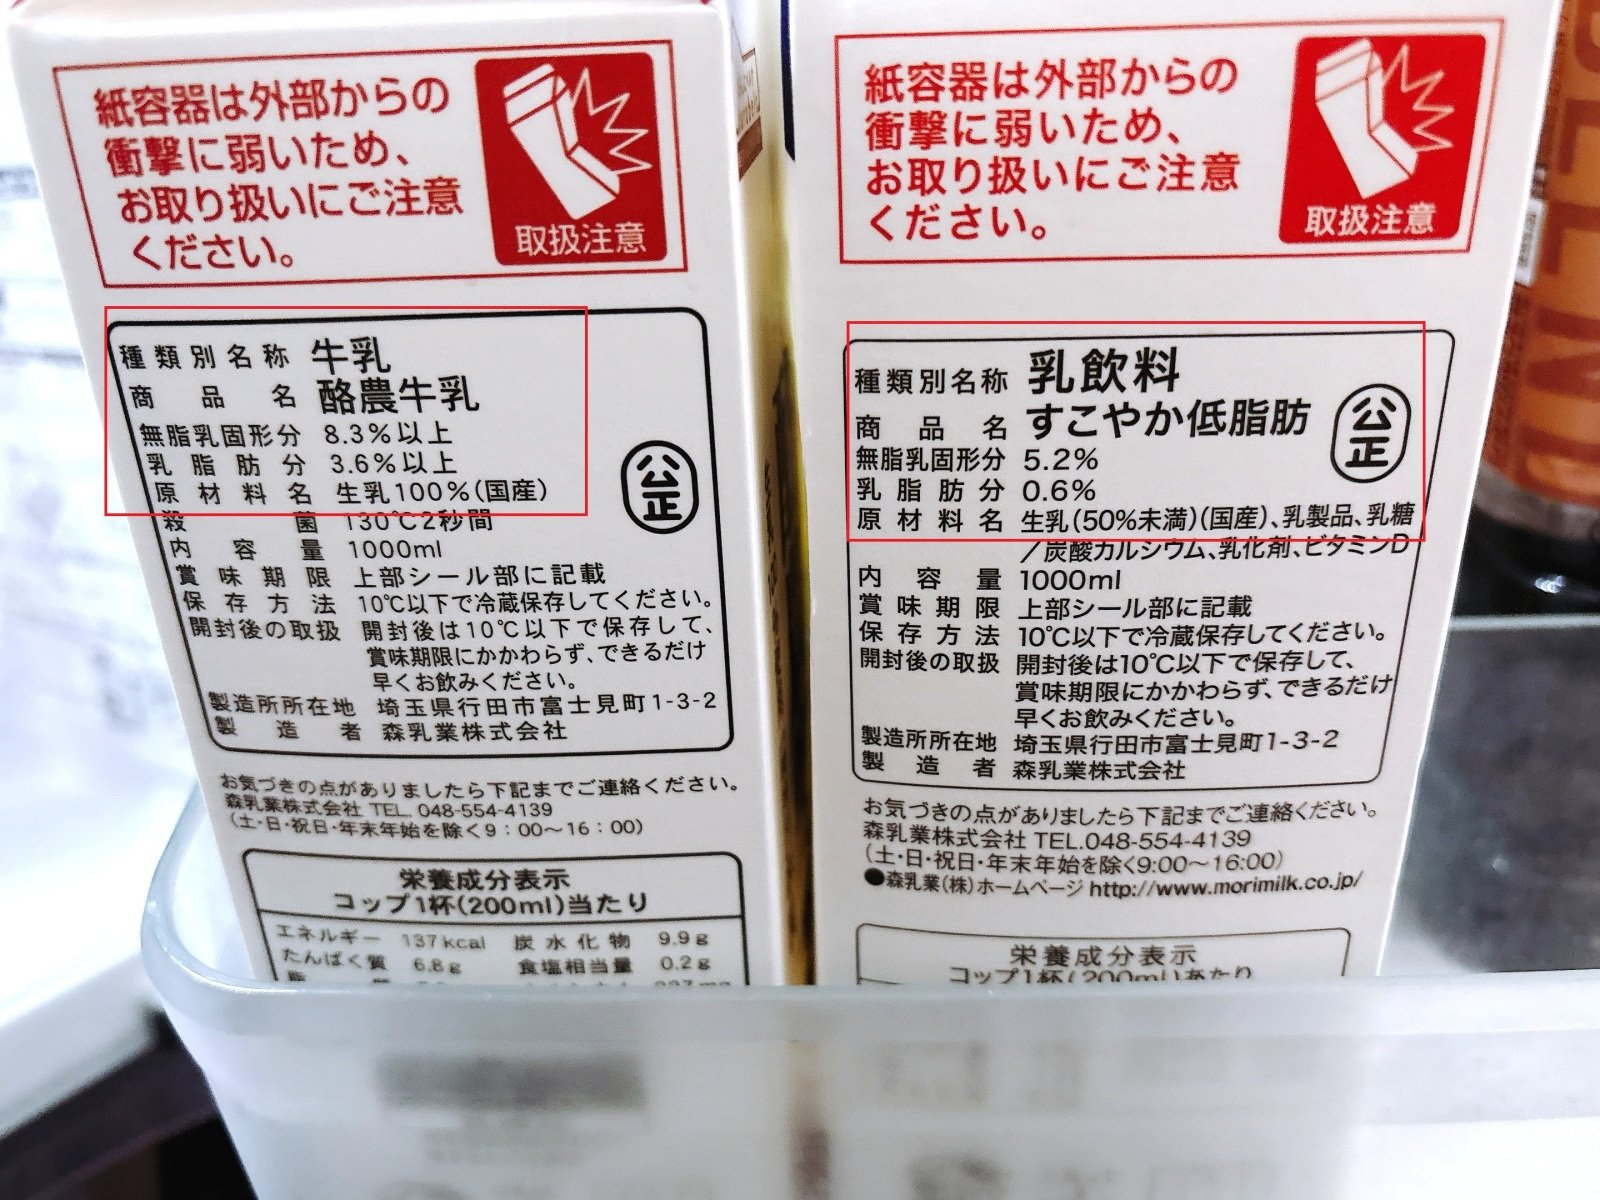 紙容器は外部からの
衝撃に弱いため、
お取り扱いにご注意
ください。
取扱注意
種類別名称 牛乳
商品名 酪農牛乳
無脂乳固形分 8.3%以上
乳脂肪分 3.6%以上
原材料名 生乳100%(国産)
殺菌 130℃2秒間
内容量 1000ml
賞味期限 上部シール部に記載
保存方法 10℃以下で冷蔵保存してください。
開封後の取扱 開封後は10℃以下で保存して、
賞味期限にかかわらず、できるだけ
早くお飲みください。
製造所所在地 埼玉県行田市富士見町1-3-2
製造者 森乳業株式会社
公正
お気づきの点がありましたら下記までご連絡ください。
森乳業株式会社 TEL. 048-554-4139
(土・日・祝日・年末年始を除く9:00～16:00)
栄養成分表示
コップ1杯(200ml)当たり
エネルギー 137kcal 炭水化物 9.9g
たんぱく質 6.8g 食塩相当量 0.2g
紙容器は外部からの
衝撃に弱いため、
お取り扱いにご注意
ください。
取扱注意
種類別名称 乳飲料
商品名 すこやか低脂肪
無脂乳固形分 5.2%
乳脂肪分 0.6%
原材料名 生乳(50%未満)(国産)、乳製品、乳糖
/炭酸カルシウム、乳化剤、ビタミンD
内容量 1000ml
賞味期限 上部シール部に記載
保存方法 10℃以下で冷蔵保存してください。
開封後の取扱 開封後は10℃以下で保存して、
賞味期限にかかわらず、できるだけ
早くお飲みください。
製造所所在地 埼玉県行田市富士見町1-3-2
製造者 森乳業株式会社
公正
お気づきの点がありましたら下記までご連絡ください。
森乳業株式会社 TEL.048-554-4139
(土・日・祝日・年末年始を除く9:00～16:00)
●森乳業(株)ホームページ http://www.morimilk.co.jp/
栄養成分表示
コップ1杯(200ml)あたり